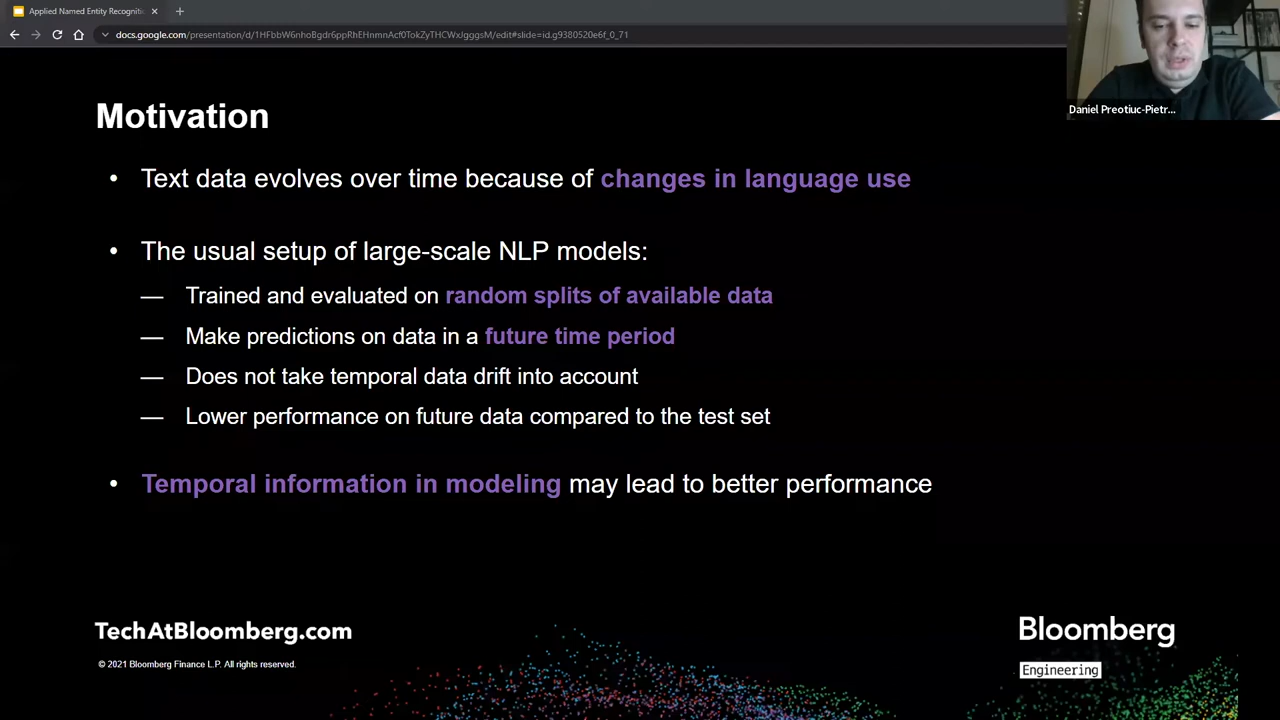 Applied Named Entity Recogniti
docs.google.com/presentation/d/1HFbbW6nhoBgdr6ppRhEHnmnAcf0TokZyTHCWxJgggsM/edit#slide=id.g9380520e6f_0_71
Daniel Preotiuc-Pietr...
Motivation
• Text data evolves over time because of changes in language use
• The usual setup of large-scale NLP models:
— Trained and evaluated on random splits of available data
— Make predictions on data in a future time period
— Does not take temporal data drift into account
— Lower performance on future data compared to the test set
• Temporal information in modeling may lead to better performance
TechAtBloomberg.com
© 2021 Bloomberg Finance L.P. All rights reserved.
Bloomberg
Engineering